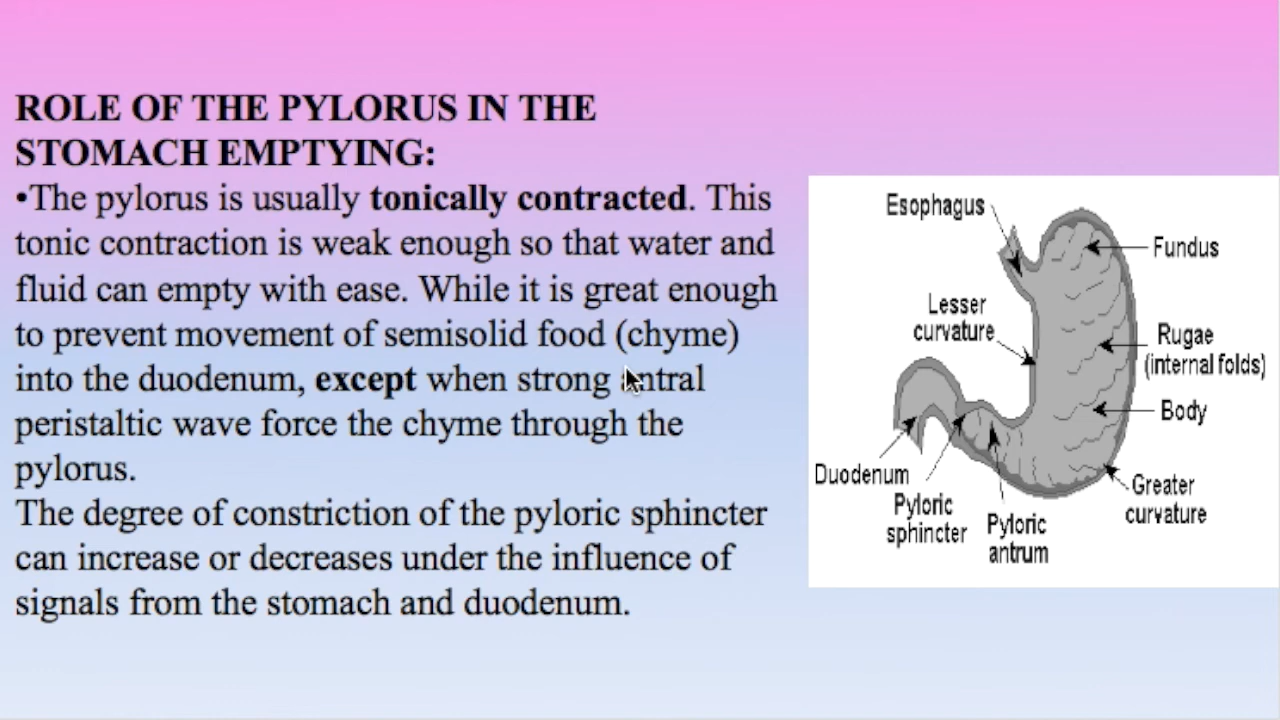 ROLE OF THE PYLORUS IN THE
STOMACH EMPTYING:
•The pylorus is usually tonically contracted. This
tonic contraction is weak enough so that water and
fluid can empty with ease. While it is great enough
to prevent movement of semisolid food (chyme)
into the duodenum, except when strong antral
peristaltic wave force the chyme through the
pylorus.
The degree of constriction of the pyloric sphincter
can increase or decreases under the influence of
signals from the stomach and duodenum.
Esophagus
Fundus
Lesser
curvature
Rugae
(internal folds)
Body
Duodenum
Pyloric
sphincter
Pyloric
antrum
Greater
curvature